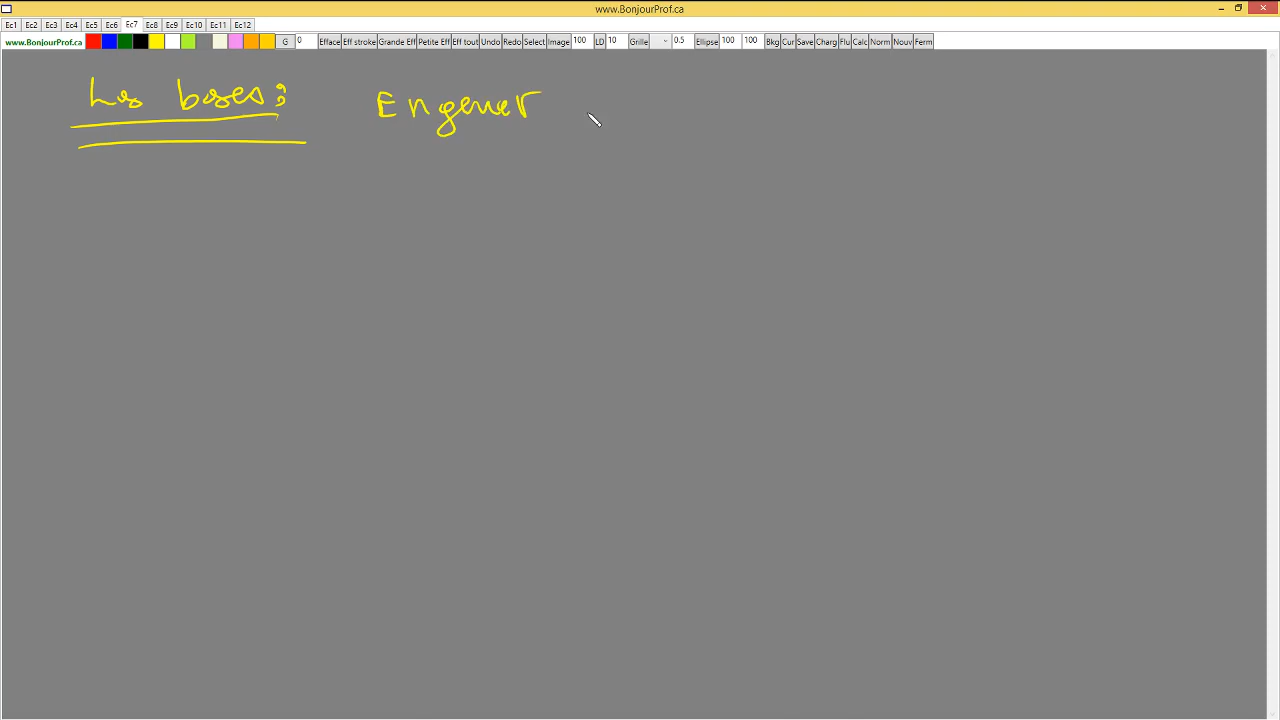 www.BonjourProf.ca
Ec1 Ec2 Ec3 Ec4 Ec5 Ec6 Ec7 Ec8 Ec9 Ec10 Ec11 Ec12
www.BonjourProf.ca G 0 Efface Eff stroke Grande Eff Petite Eff Eff tout Undo Redo Select Image 100 LD 10 Grille 0.5 Ellipse 100 100 Bkg Cur Save Charg Flu Calc Norm Nouv Ferm
Les bases: